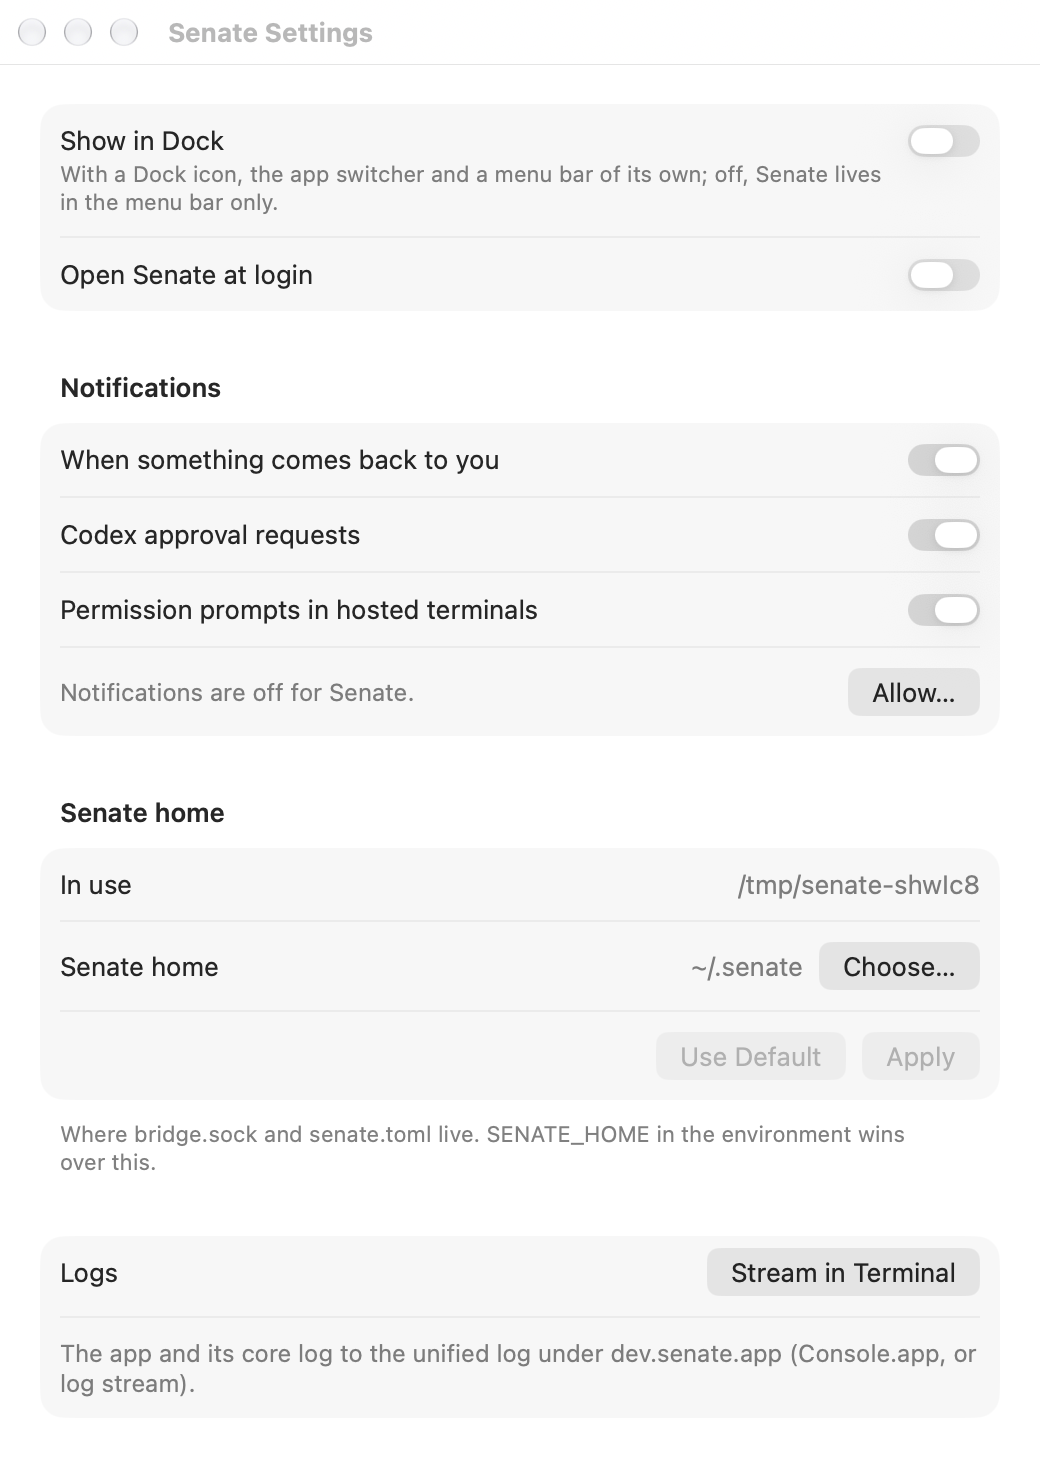 Senate Settings
Show in Dock
With a Dock icon, the app switcher and a menu bar of its own; off, Senate lives
in the menu bar only.
Open Senate at login
Notifications
When something comes back to you
Codex approval requests
Permission prompts in hosted terminals
Notifications are off for Senate.
Allow...
Senate home
In use
/tmp/senate-shwlc8
Senate home
~/.senate
Choose...
Use Default
Apply
Where bridge.sock and senate.toml live. SENATE_HOME in the environment wins
over this.
Logs
Stream in Terminal
The app and its core log to the unified log under dev.senate.app (Console.app, or
log stream).